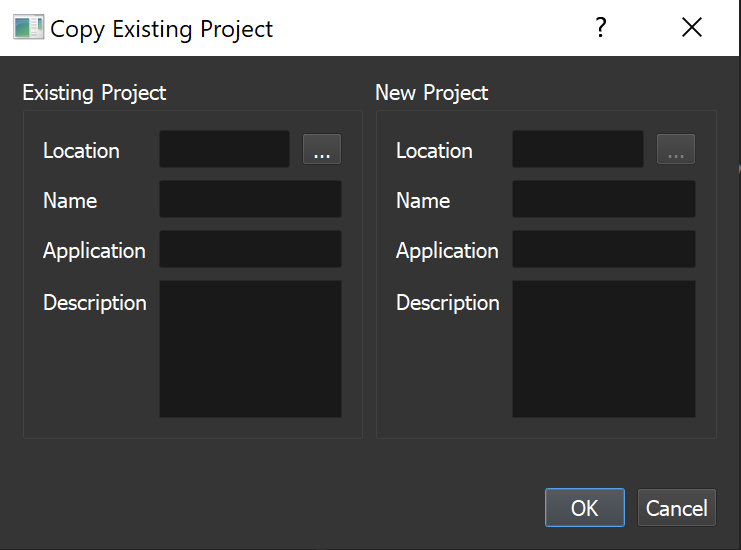 Copy Existing Project ?
Existing Project
Location ...
Name
Application
Description
New Project
Location ...
Name
Application
Description
OK Cancel